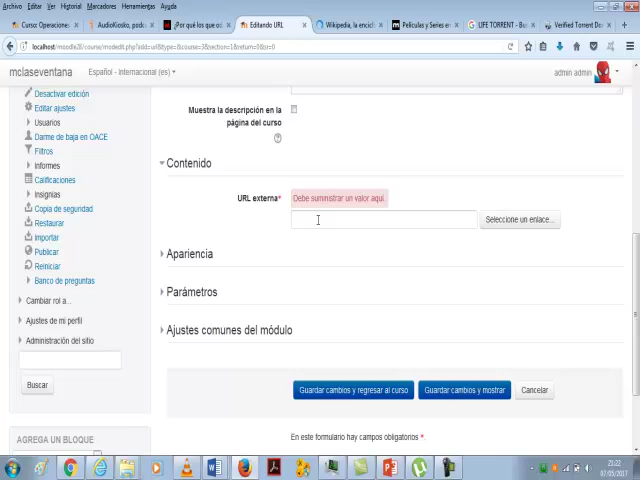 Archivo Editar Ver Historial Marcadores Herramientas Ayuda
Curso: Operacione
AudioKiosko, podcast
¿Por qué los que od
Editando URL
Wikipedia, la encicl
Películas y Series en
LIFE TORRENT - Bu
Verified Torrent Do
localhost/moodle28/course/modedit.php?add=url&type=&course=3&section=1&return=0&sr=0
mclaseventana
Español - Internacional (es)
admin admin
Desactivar edición
Editar ajustes
Usuarios
Darme de baja en OACE
Filtros
Informes
Calificaciones
Insignias
Copia de seguridad
Restaurar
Importar
Publicar
Reiniciar
Banco de preguntas
Cambiar rol a...
Ajustes de mi perfil
Administración del sitio
Buscar
AGREGA UN BLOQUE
Muestra la descripción en la
página del curso
Contenido
URL externa*
Debe suministrar un valor aquí.
Seleccione un enlace...
Apariencia
Parámetros
Ajustes comunes del módulo
Guardar cambios y regresar al curso
Guardar cambios y mostrar
Cancelar
En este formulario hay campos obligatorios *.
21:22
07/05/2017